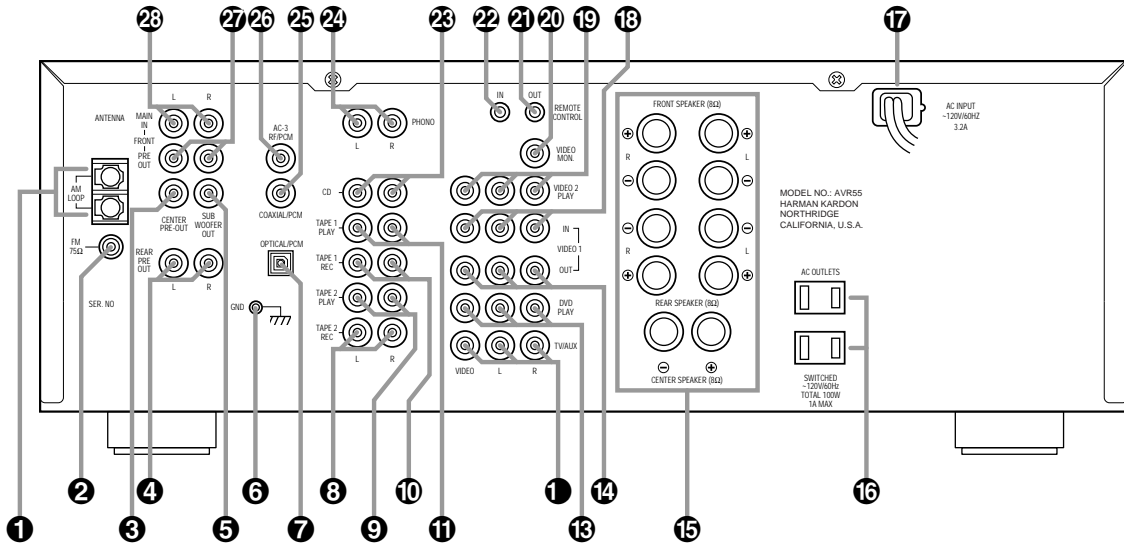 28 27 26 25 24 23 22 21 20 19 18 17
L R
ANTENNA
MAIN IN
FRONT
PRE OUT
AM LOOP
CENTER PRE-OUT
SUB WOOFER OUT
FM 75Ω
REAR PRE OUT
L R
SER. NO
AC-3 RF/PCM
COAXIAL/PCM
OPTICAL/PCM
GND
L R
PHONO
CD
TAPE 1 PLAY
TAPE 1 REC
TAPE 2 PLAY
TAPE 2 REC
L R
IN OUT
REMOTE CONTROL
VIDEO MON.
VIDEO 2 PLAY
IN
VIDEO 1
OUT
DVD PLAY
TV/AUX
VIDEO L R
FRONT SPEAKER (8Ω)
+ +
R L
− −
− −
R L
+ +
REAR SPEAKER (8Ω)
− +
CENTER SPEAKER (8Ω)
AC INPUT
~120V/60HZ
3.2A
MODEL NO.: AVR55
HARMAN KARDON
NORTHRIDGE
CALIFORNIA, U.S.A.
AC OUTLETS
SWITCHED
~120V/60Hz
TOTAL 100W
1A MAX
1 2 3 4 5 6 7 8 9 10 11 1 13 14 15 16